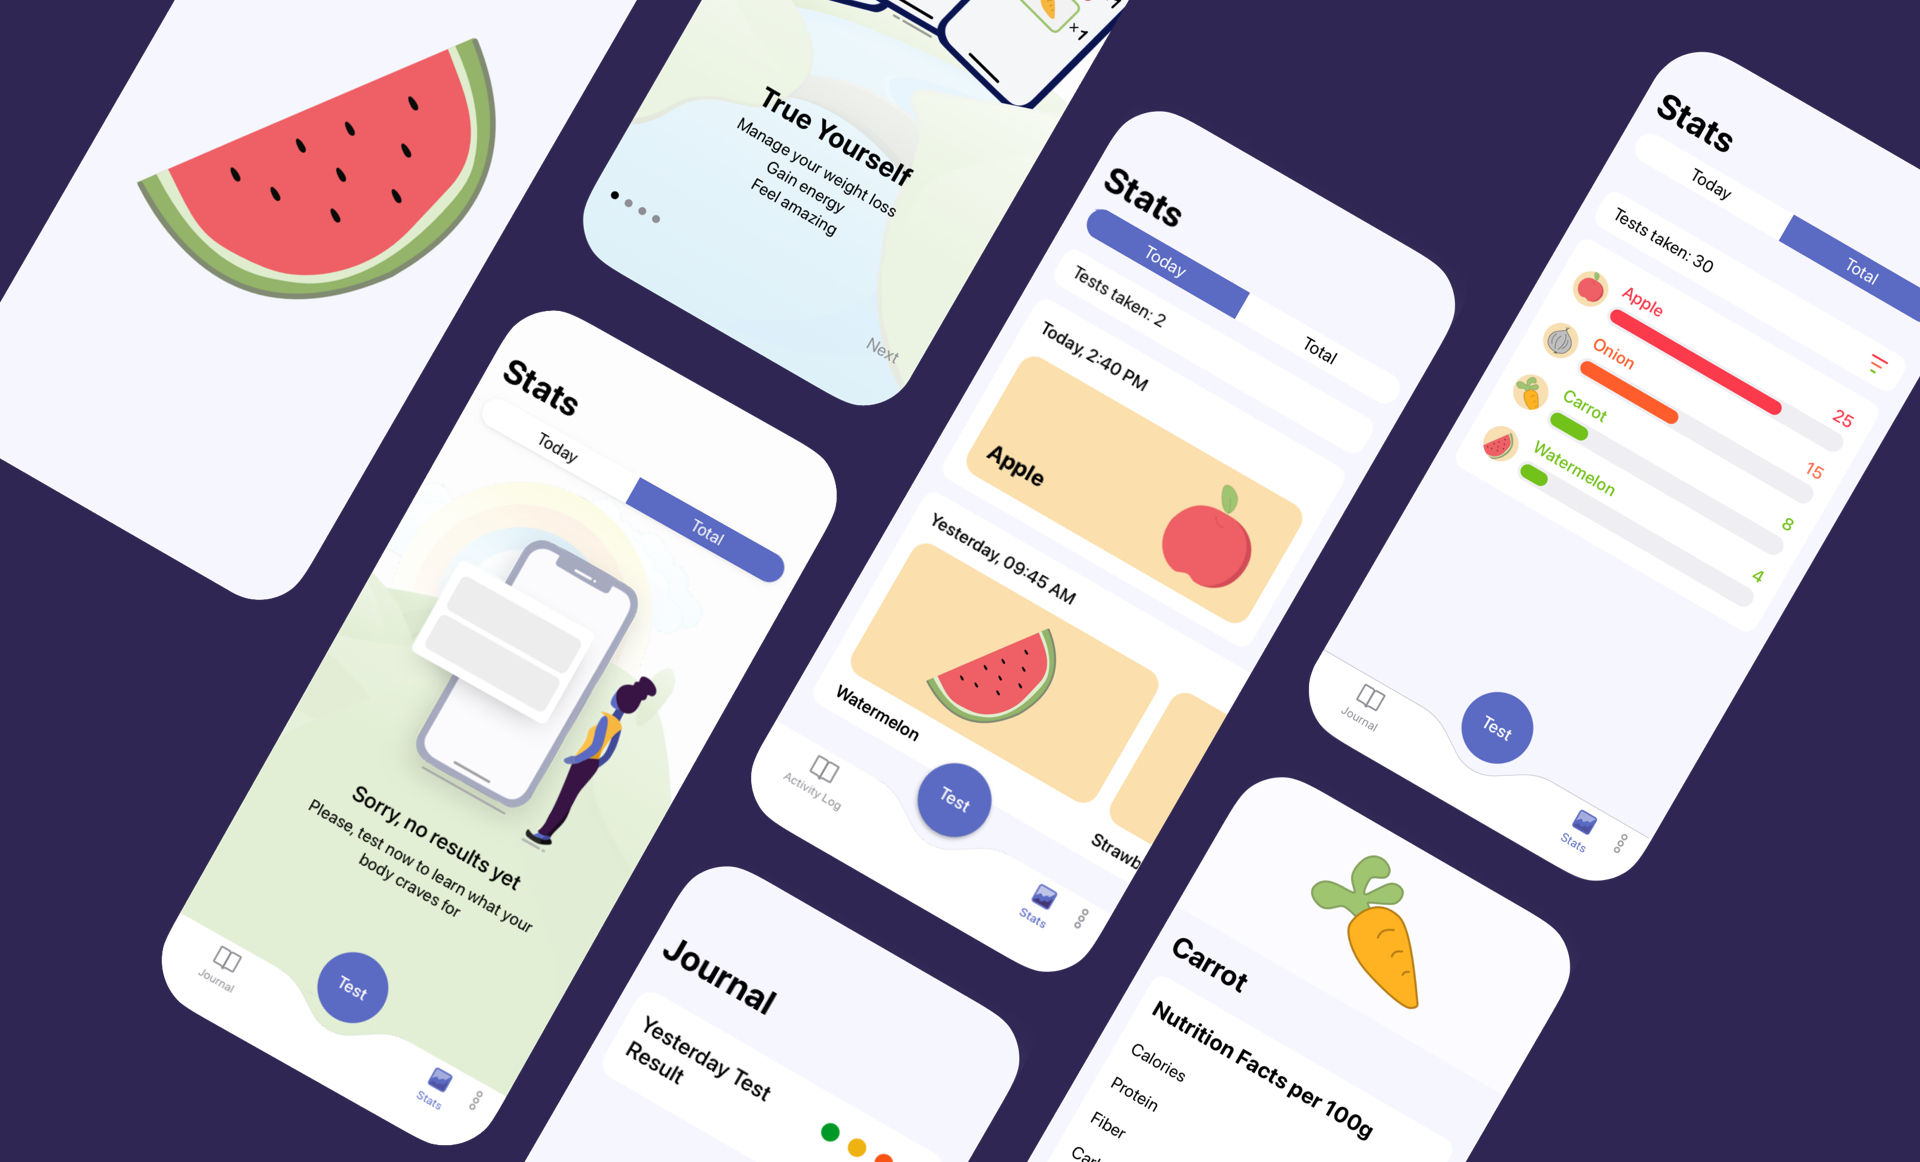 ×1
True Yourself
Manage your weight loss
Gain energy
Feel amazing
Next
Stats
Today
Total
Sorry, no results yet
Please, test now to learn what your
body craves for
Journal
Test
Stats
Stats
Today
Total
Tests taken: 2
Today, 2:40 PM
Apple
Yesterday, 09:45 AM
Watermelon
Strawb
Activity Log
Test
Stats
Journal
Yesterday Test
Result
Stats
Today
Total
Tests taken: 30
Apple
25
Onion
15
Carrot
8
Watermelon
4
Journal
Test
Stats
Carrot
Nutrition Facts per 100g
Calories
Protein
Fiber